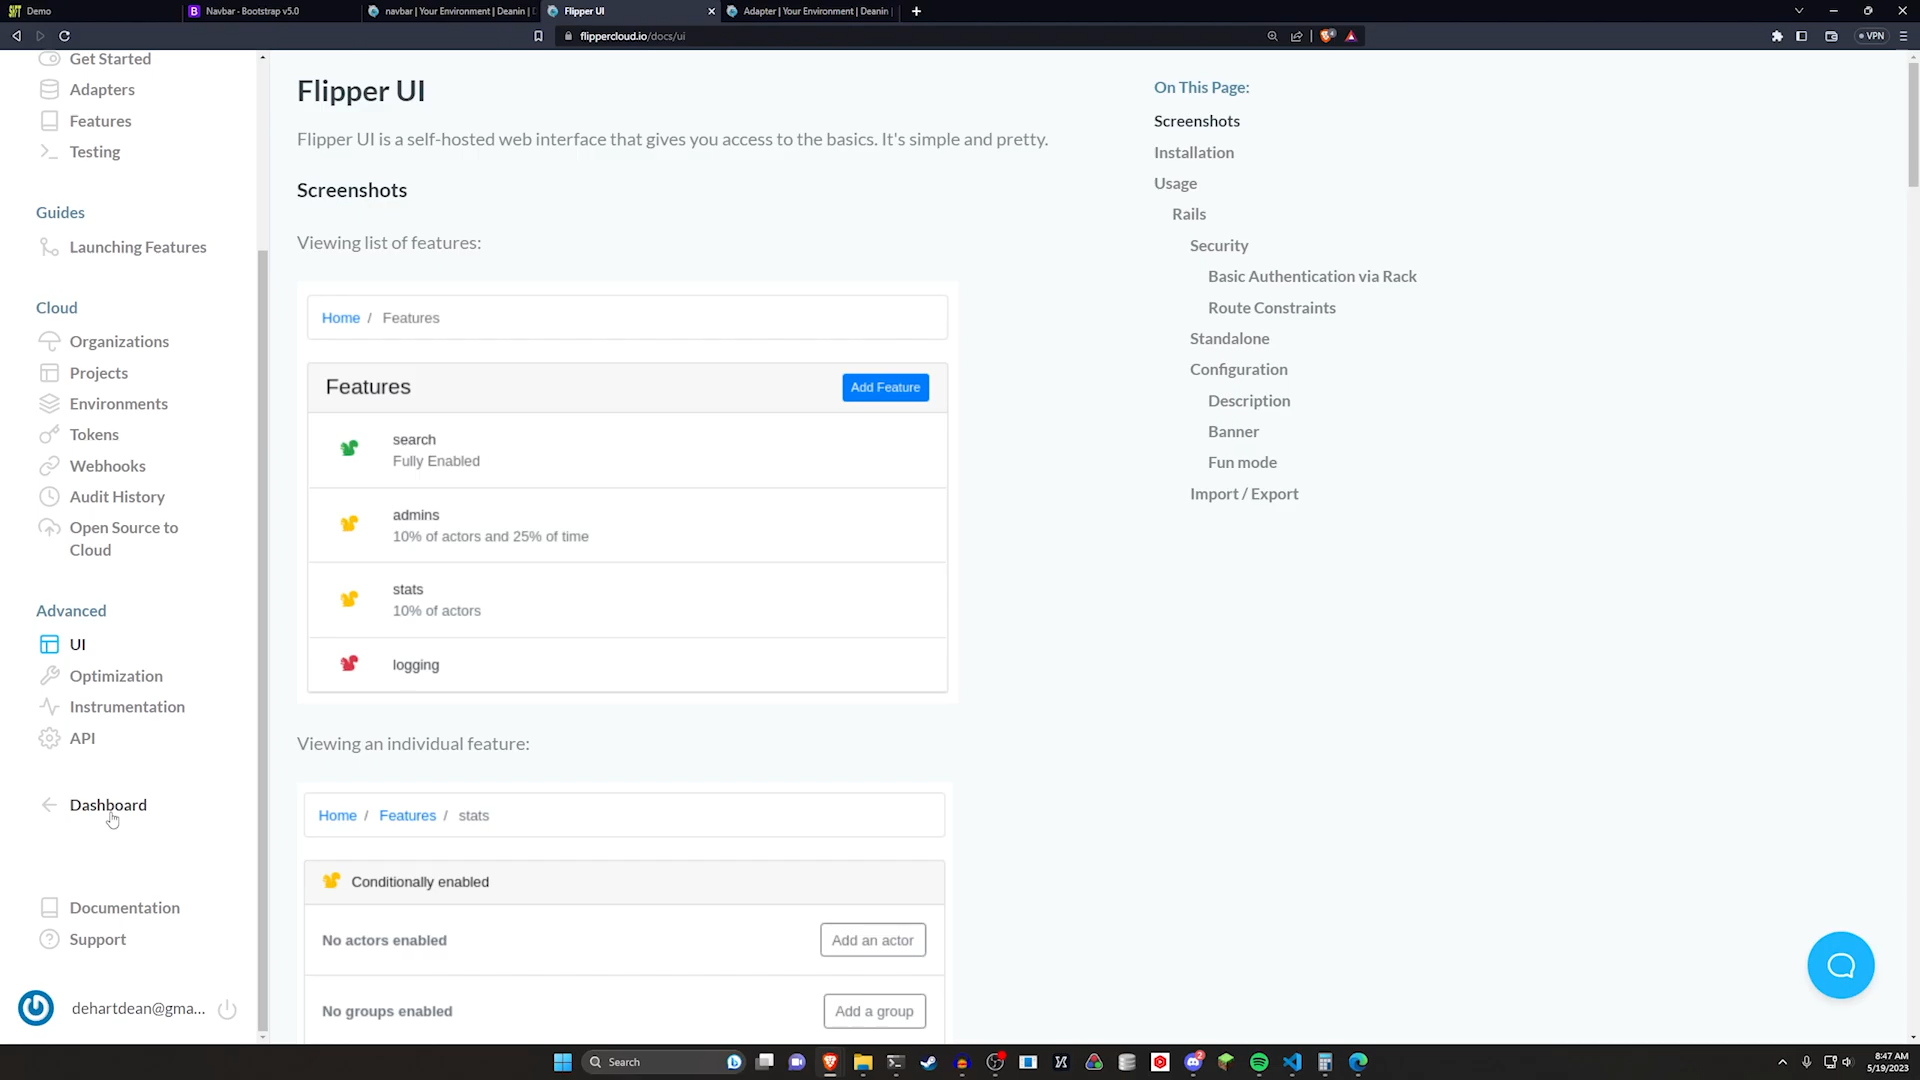 Demo
B Navbar - Bootstrap v5.0
navbar | Your Environment | Deanin |
Flipper UI
Adapter | Your Environment | Deanin |
flippercloud.io/docs/ui
VPN
Get Started
Adapters
Features
Testing
Guides
Launching Features
Cloud
Organizations
Projects
Environments
Tokens
Webhooks
Audit History
Open Source to
Cloud
Advanced
UI
Optimization
Instrumentation
API
Dashboard
Documentation
Support
dehartdean@gma...
Flipper UI
Flipper UI is a self-hosted web interface that gives you access to the basics. It's simple and pretty.
Screenshots
Viewing list of features:
Home / Features
Features
Add Feature
search
Fully Enabled
admins
10% of actors and 25% of time
stats
10% of actors
logging
Viewing an individual feature:
Home / Features / stats
Conditionally enabled
No actors enabled
Add an actor
No groups enabled
Add a group
On This Page:
Screenshots
Installation
Usage
Rails
Security
Basic Authentication via Rack
Route Constraints
Standalone
Configuration
Description
Banner
Fun mode
Import / Export
Search
8:47 AM
5/19/2023